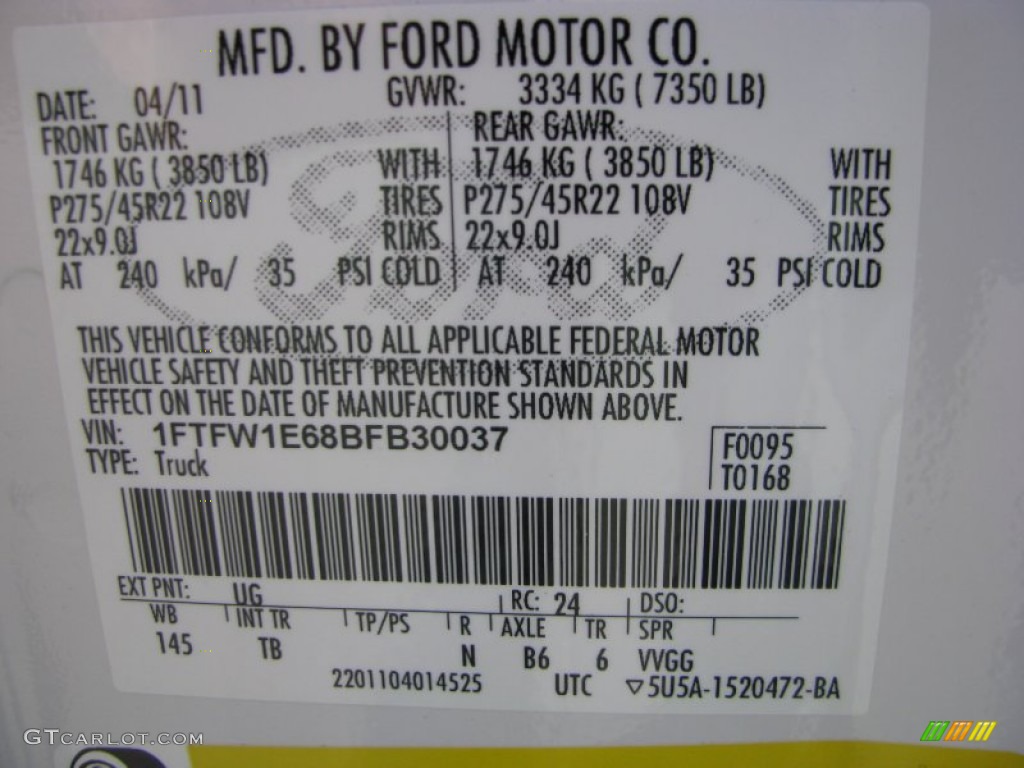 MFD. BY FORD MOTOR CO.
DATE: 04/11 GVWR: 3334 KG ( 7350 LB)
FRONT GAWR: REAR GAWR:
1746 KG ( 3850 LB) WITH 1746 KG ( 3850 LB) WITH
P275/45R22 108V TIRES P275/45R22 108V TIRES
22x9.0J RIMS 22x9.0J RIMS
AT 240 kPa/ 35 PSI COLD AT 240 kPa/ 35 PSI COLD
Ford
THIS VEHICLE CONFORMS TO ALL APPLICABLE FEDERAL MOTOR
VEHICLE SAFETY AND THEFT PREVENTION STANDARDS IN
EFFECT ON THE DATE OF MANUFACTURE SHOWN ABOVE.
VIN: 1FTFW1E68BFB30037
TYPE: Truck
F0095
T0168
EXT PNT: UG RC: 24 DSO:
WB INT TR TP/PS R AXLE TR SPR
145 TB N B6 6 VVGG
2201104014525 UTC ▽5U5A-1520472-BA
GTCARLOT.COM